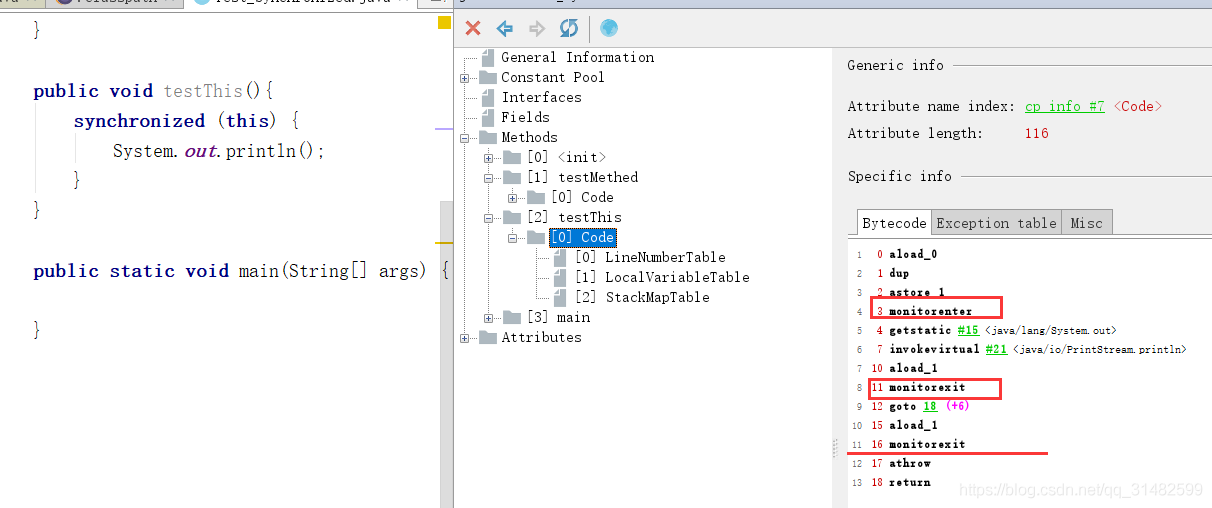 Test_Synchronized.java
}
public void testThis(){
synchronized (this) {
System.out.println();
}
}
public static void main(String[] args) {
}
General Information
Constant Pool
Interfaces
Fields
Methods
[0] <init>
[1] testMethed
[0] Code
[2] testThis
[0] Code
[0] LineNumberTable
[1] LocalVariableTable
[2] StackMapTable
[3] main
Attributes
Generic info
Attribute name index: cp info #7 <Code>
Attribute length: 116
Specific info
Bytecode Exception table Misc
1 0 aload_0
2 1 dup
3 2 astore_1
4 3 monitorenter
5 4 getstatic #15 <java/lang/System.out>
6 7 invokevirtual #21 <java/io/PrintStream.println>
7 10 aload_1
8 11 monitorexit
9 12 goto 18 (+6)
10 15 aload_1
11 16 monitorexit
12 17 athrow
13 18 return
https://blog.csdn.net/qq_31482599